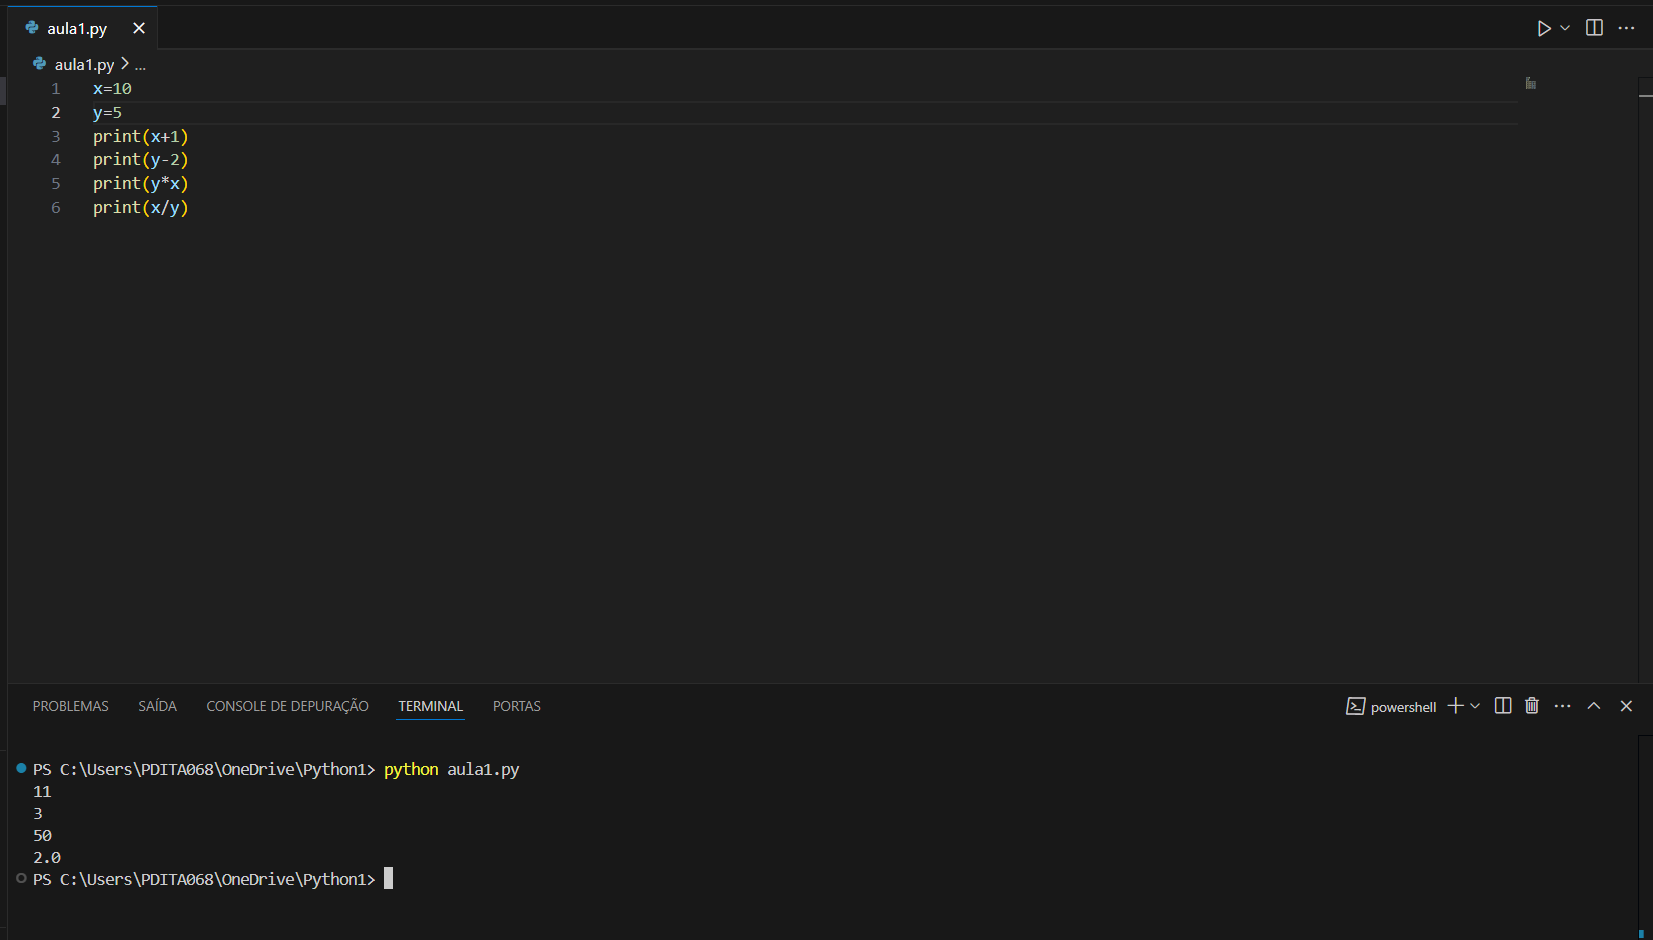 aula1.py
aula1.py > ...
1 x=10
2 y=5
3 print(x+1)
4 print(y-2)
5 print(y*x)
6 print(x/y)
PROBLEMAS SAÍDA CONSOLE DE DEPURAÇÃO TERMINAL PORTAS powershell
PS C:\Users\PDITA068\OneDrive\Python1> python aula1.py
11
3
50
2.0
PS C:\Users\PDITA068\OneDrive\Python1>